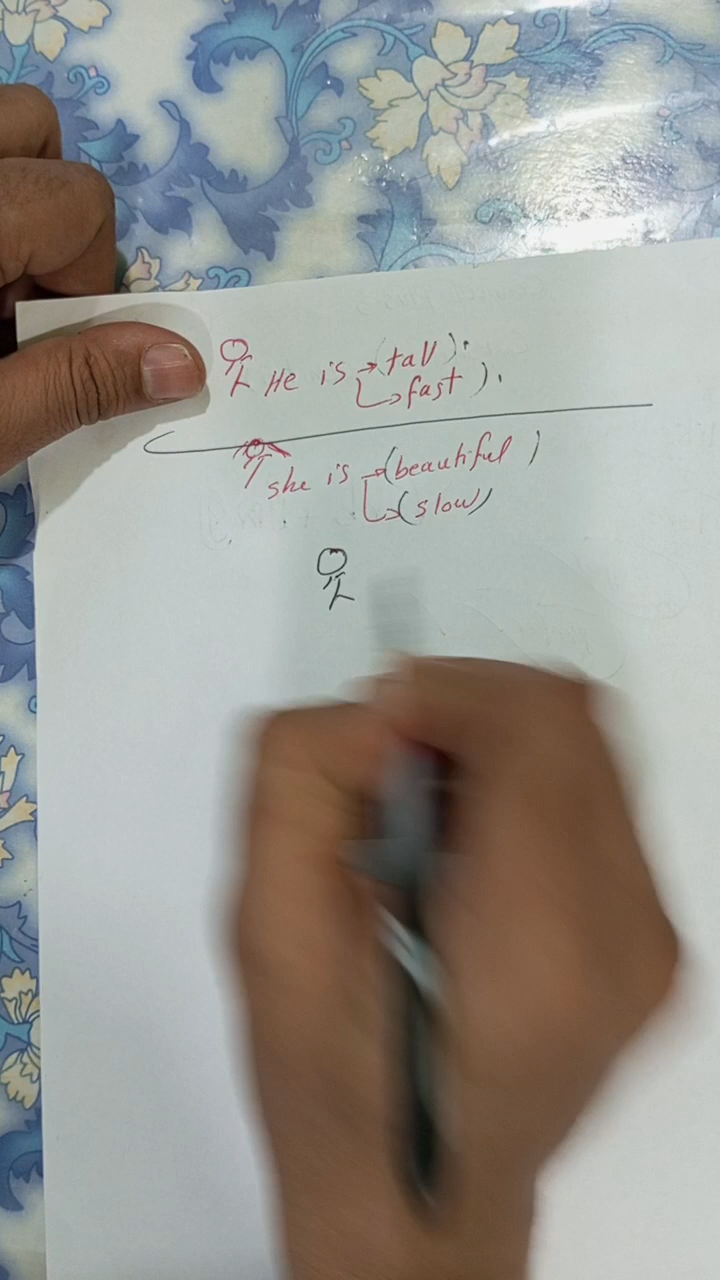 He is → (tall).
→ fast ).
she is → (beautiful )
→ (slow)